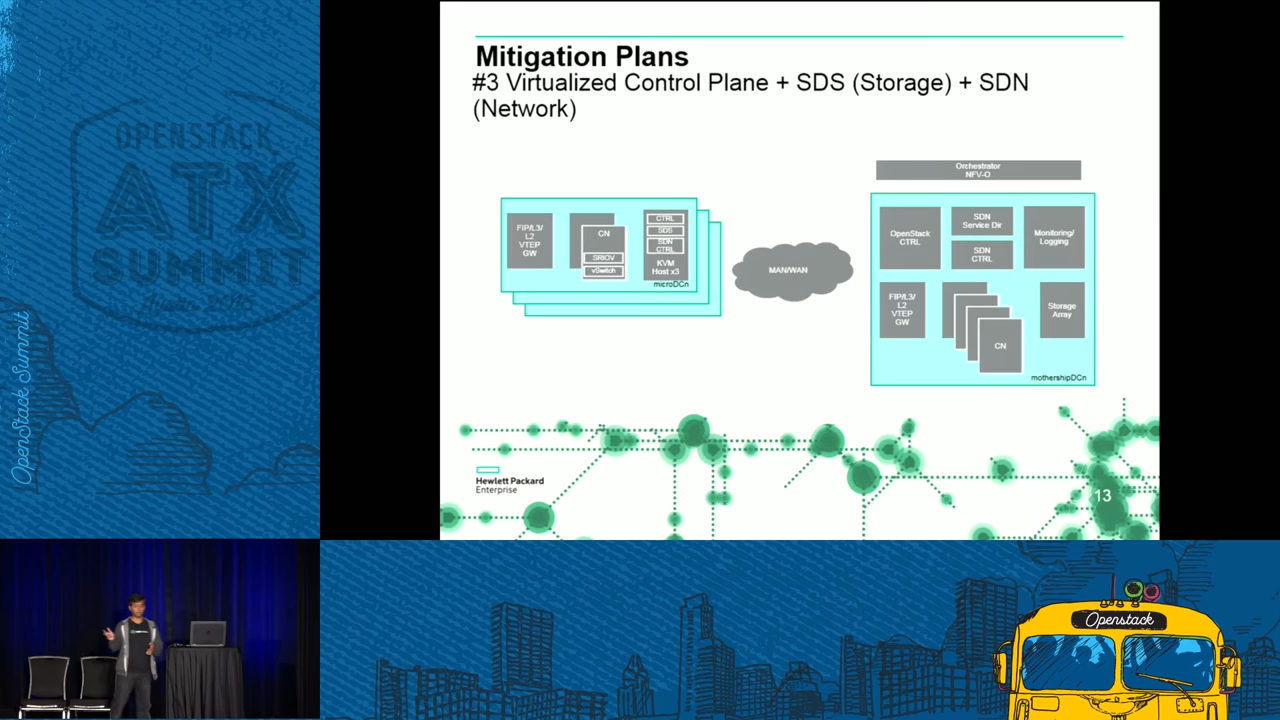 OPENSTACK
ATX
SUMMIT
OpenStack Summit
Mitigation Plans
#3 Virtualized Control Plane + SDS (Storage) + SDN
(Network)
FIP/L3/
L2
VTEP
GW
CN
SRIOV
vSwitch
CTRL
SDS
SDN
CTRL
KVM
Host x3
microDCn
MAN/WAN
Orchestrator
NFV-O
OpenStack
CTRL
SDN
Service Dir
SDN
CTRL
Monitoring/
Logging
FIP/L3/
L2
VTEP
GW
CN
Storage
Array
mothershipDCn
Hewlett Packard
Enterprise
13
Openstack